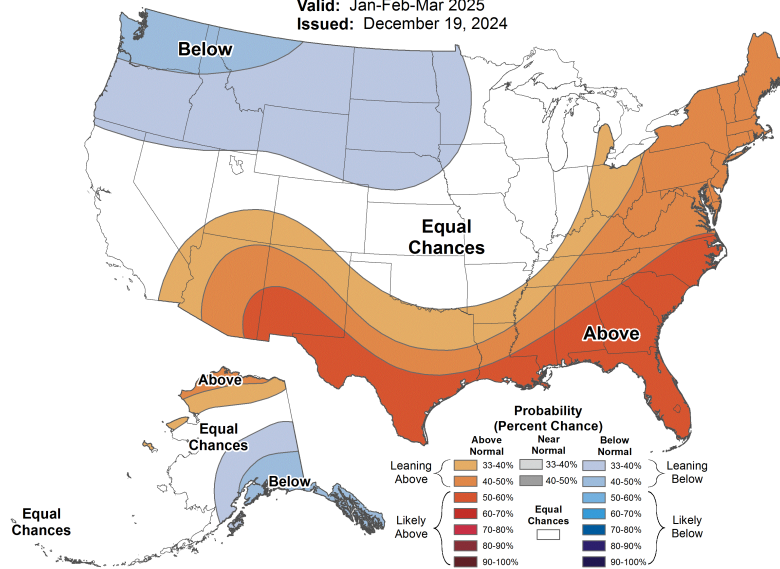 Valid: Jan-Feb-Mar 2025
Issued: December 19, 2024
Below
Equal
Chances
Above
Above
Equal
Chances
Below
Equal
Chances
Probability
(Percent Chance)
Above
Normal
Near
Normal
Below
Normal
Leaning
Above
33-40%
33-40%
33-40%
Leaning
Below
40-50%
40-50%
40-50%
Likely
Above
50-60%
50-60%
Likely
Below
60-70%
60-70%
70-80%
Equal
Chances
70-80%
80-90%
80-90%
90-100%
90-100%